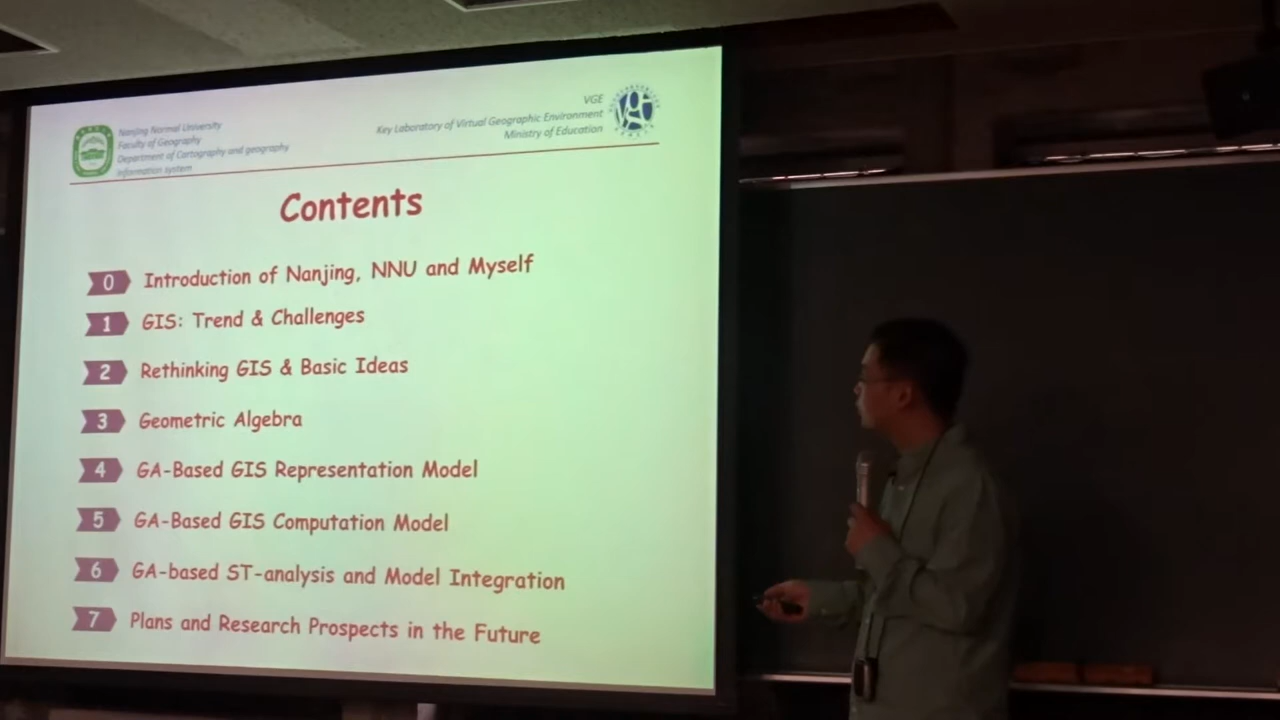 Nanjing Normal University
Faculty of Geography
Department of Cartography and geography
information system
VGE
Key Laboratory of Virtual Geographic Environment
Ministry of Education
Contents
0 Introduction of Nanjing, NNU and Myself
1 GIS: Trend & Challenges
2 Rethinking GIS & Basic Ideas
3 Geometric Algebra
4 GA-Based GIS Representation Model
5 GA-Based GIS Computation Model
6 GA-based ST-analysis and Model Integration
7 Plans and Research Prospects in the Future